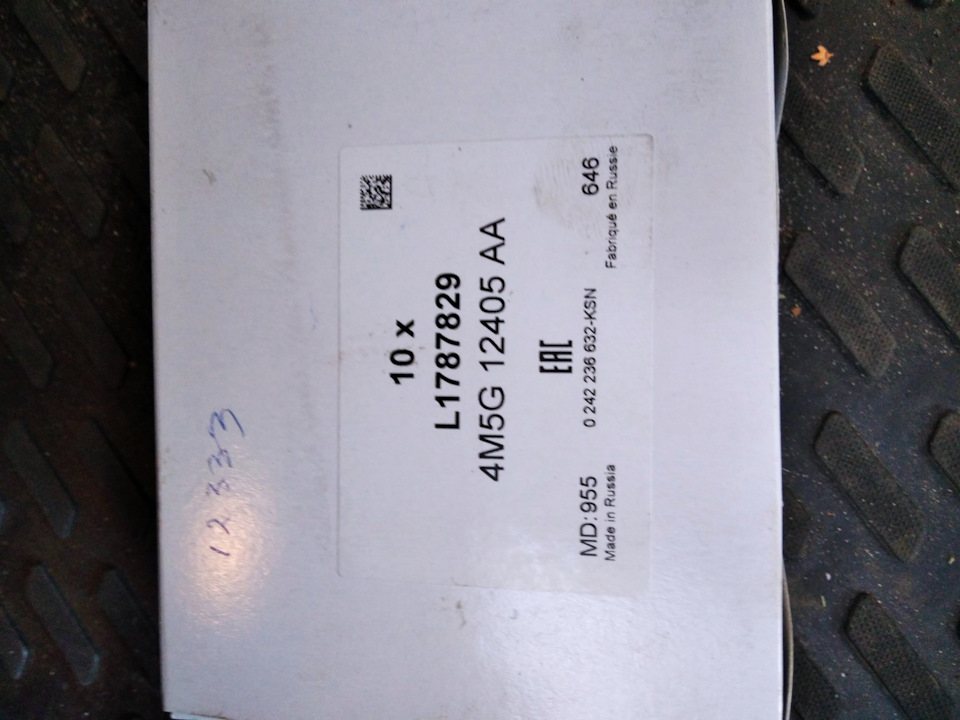 12333
10 x
L1787829
4M5G 12405 AA
EAC
MD:955 0 242 236 632-KSN 646
Made in Russia Fabriqué en Russie